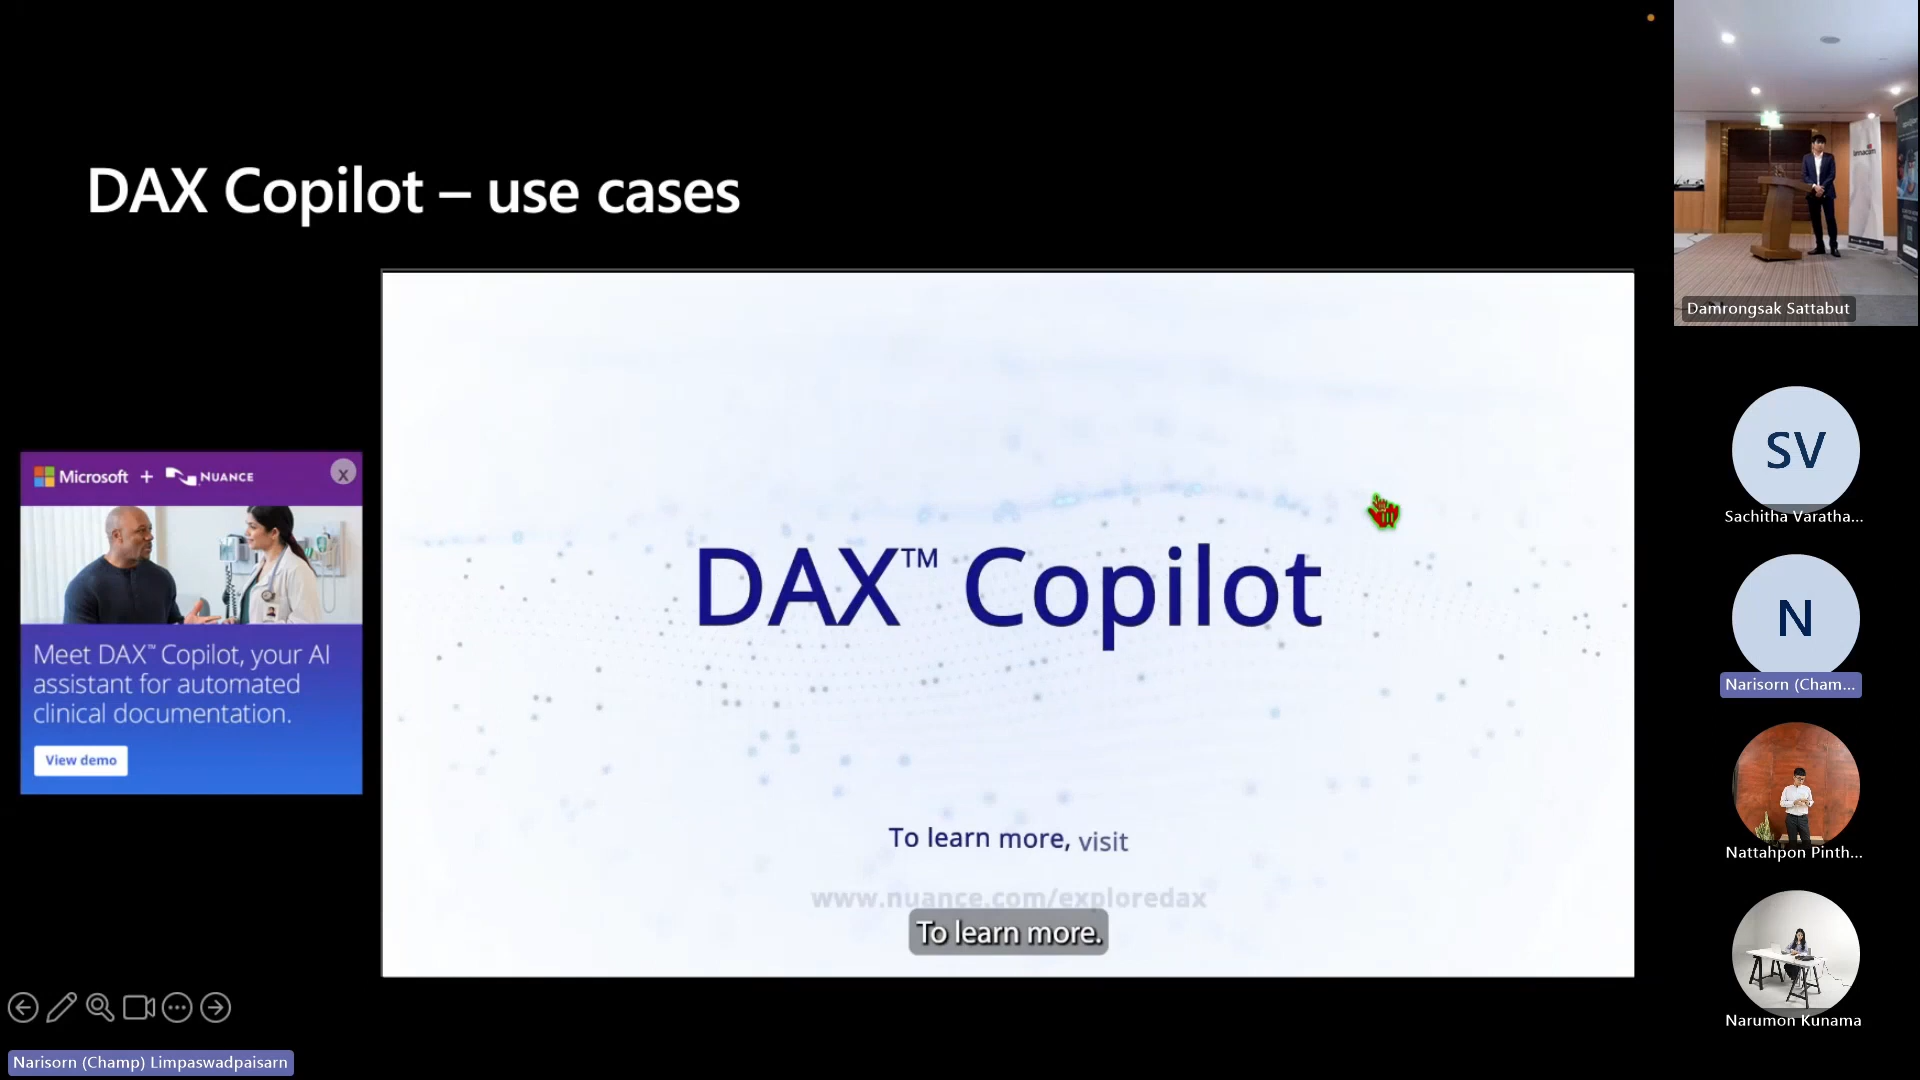 DAX Copilot – use cases
Microsoft + NUANCE
X
Meet DAX™ Copilot, your AI
assistant for automated
clinical documentation.
View demo
DAX™ Copilot
To learn more, visit
www.nuance.com/exploredax
To learn more.
Damrongsak Sattabut
SV
Sachitha Varatha...
N
Narisorn (Cham...
Nattahpon Pinth...
Narumon Kunama
Narisorn (Champ) Limpaswadpaisarn